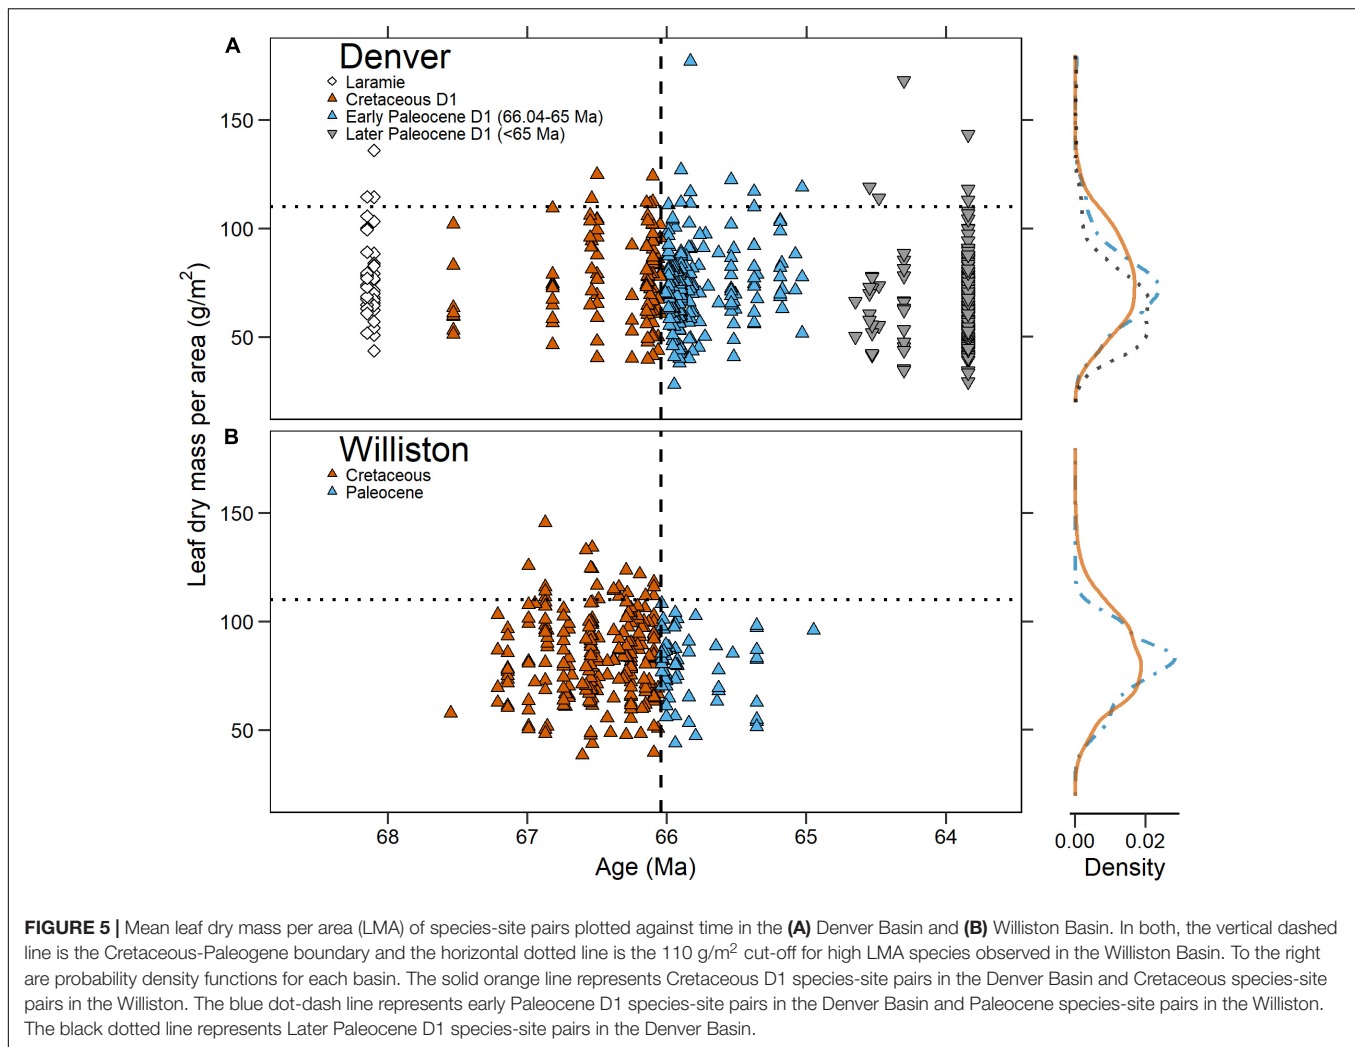 A
Denver
Laramie
Cretaceous D1
Early Paleocene D1 (66.04-65 Ma)
Later Paleocene D1 (<65 Ma)
150
100
50
B
Williston
Cretaceous
Paleocene
150
100
50
Leaf dry mass per area (g/m²)
68 67 66 65 64
Age (Ma)
0.00 0.02
Density
FIGURE 5 | Mean leaf dry mass per area (LMA) of species-site pairs plotted against time in the (A) Denver Basin and (B) Williston Basin. In both, the vertical dashed
line is the Cretaceous-Paleogene boundary and the horizontal dotted line is the 110 g/m² cut-off for high LMA species observed in the Williston Basin. To the right
are probability density functions for each basin. The solid orange line represents Cretaceous D1 species-site pairs in the Denver Basin and Cretaceous species-site
pairs in the Williston. The blue dot-dash line represents early Paleocene D1 species-site pairs in the Denver Basin and Paleocene species-site pairs in the Williston.
The black dotted line represents Later Paleocene D1 species-site pairs in the Denver Basin.